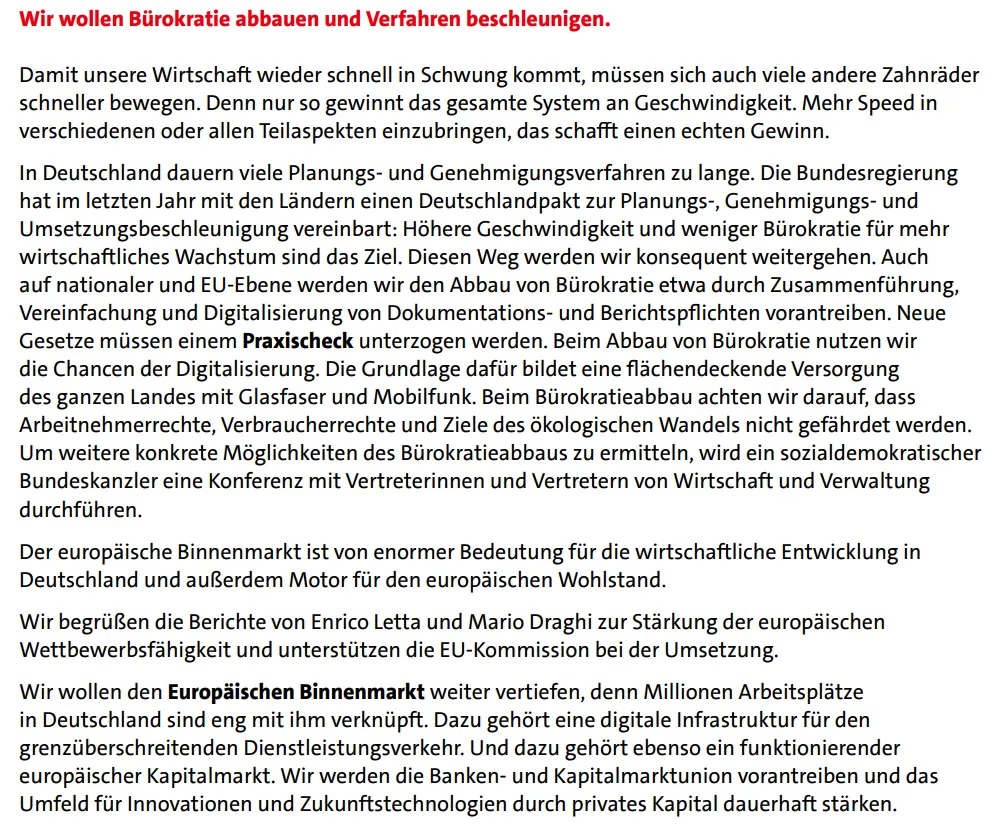 Wir wollen Bürokratie abbauen und Verfahren beschleunigen.
Damit unsere Wirtschaft wieder schnell in Schwung kommt, müssen sich auch viele andere Zahnräder
schneller bewegen. Denn nur so gewinnt das gesamte System an Geschwindigkeit. Mehr Speed in
verschiedenen oder allen Teilaspekten einzubringen, das schafft einen echten Gewinn.
In Deutschland dauern viele Planungs- und Genehmigungsverfahren zu lange. Die Bundesregierung
hat im letzten Jahr mit den Ländern einen Deutschlandpakt zur Planungs-, Genehmigungs- und
Umsetzungsbeschleunigung vereinbart: Höhere Geschwindigkeit und weniger Bürokratie für mehr
wirtschaftliches Wachstum sind das Ziel. Diesen Weg werden wir konsequent weitergehen. Auch
auf nationaler und EU-Ebene werden wir den Abbau von Bürokratie etwa durch Zusammenführung,
Vereinfachung und Digitalisierung von Dokumentations- und Berichtspflichten vorantreiben. Neue
Gesetze müssen einem Praxischeck unterzogen werden. Beim Abbau von Bürokratie nutzen wir
die Chancen der Digitalisierung. Die Grundlage dafür bildet eine flächendeckende Versorgung
des ganzen Landes mit Glasfaser und Mobilfunk. Beim Bürokratieabbau achten wir darauf, dass
Arbeitnehmerrechte, Verbraucherrechte und Ziele des ökologischen Wandels nicht gefährdet werden.
Um weitere konkrete Möglichkeiten des Bürokratieabbaus zu ermitteln, wird ein sozialdemokratischer
Bundeskanzler eine Konferenz mit Vertreterinnen und Vertretern von Wirtschaft und Verwaltung
durchführen.
Der europäische Binnenmarkt ist von enormer Bedeutung für die wirtschaftliche Entwicklung in
Deutschland und außerdem Motor für den europäischen Wohlstand.
Wir begrüßen die Berichte von Enrico Letta und Mario Draghi zur Stärkung der europäischen
Wettbewerbsfähigkeit und unterstützen die EU-Kommission bei der Umsetzung.
Wir wollen den Europäischen Binnenmarkt weiter vertiefen, denn Millionen Arbeitsplätze
in Deutschland sind eng mit ihm verknüpft. Dazu gehört eine digitale Infrastruktur für den
grenzüberschreitenden Dienstleistungsverkehr. Und dazu gehört ebenso ein funktionierender
europäischer Kapitalmarkt. Wir werden die Banken- und Kapitalmarktunion vorantreiben und das
Umfeld für Innovationen und Zukunftstechnologien durch privates Kapital dauerhaft stärken.